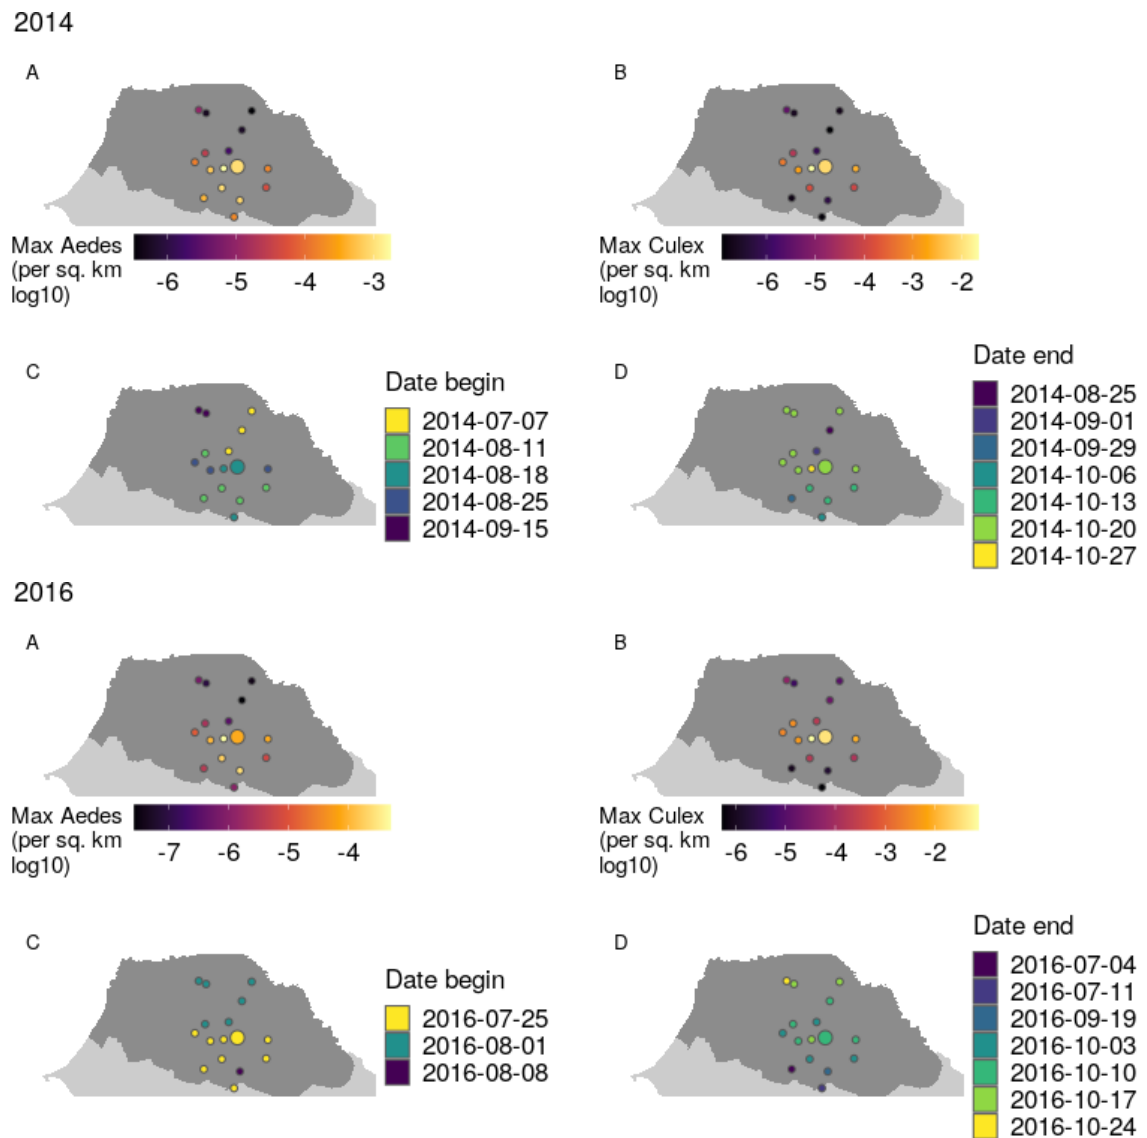 2014
A
B
Max Aedes
(per sq. km
log10)
-6 -5 -4 -3
Max Culex
(per sq. km
log10)
-6 -5 -4 -3 -2
C
Date begin
2014-07-07
2014-08-11
2014-08-18
2014-08-25
2014-09-15
D
Date end
2014-08-25
2014-09-01
2014-09-29
2014-10-06
2014-10-13
2014-10-20
2014-10-27
2016
A
B
Max Aedes
(per sq. km
log10)
-7 -6 -5 -4
Max Culex
(per sq. km
log10)
-6 -5 -4 -3 -2
C
Date begin
2016-07-25
2016-08-01
2016-08-08
D
Date end
2016-07-04
2016-07-11
2016-09-19
2016-10-03
2016-10-10
2016-10-17
2016-10-24